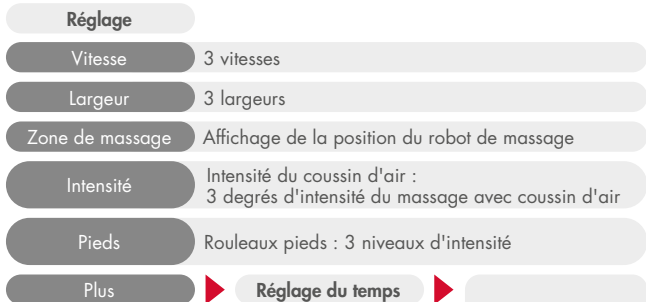 Réglage
Vitesse 3 vitesses
Largeur 3 largeurs
Zone de massage Affichage de la position du robot de massage
Intensité Intensité du coussin d'air :
3 degrés d'intensité du massage avec coussin d'air
Pieds Rouleaux pieds : 3 niveaux d'intensité
Plus Réglage du temps